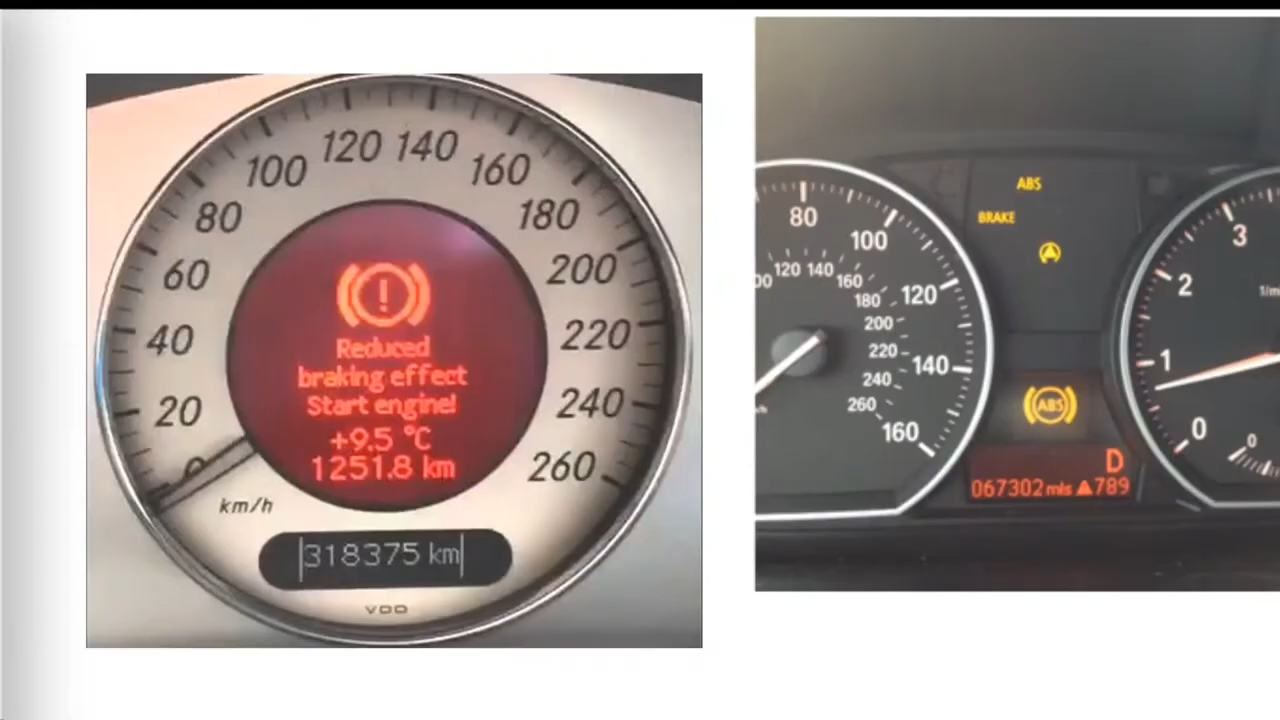 120 140
100 160
80 180
60 200
40 220
20 240
0 260
Reduced
braking effect
Start engine!
+9.5 °C
1251.8 km
km/h
318375 km
VDO
ABS
BRAKE
80
100
120
140
160
120 140
160
180
200
220
240
260
ABS
D
067302 mls ▲789
3
2
1
0
0